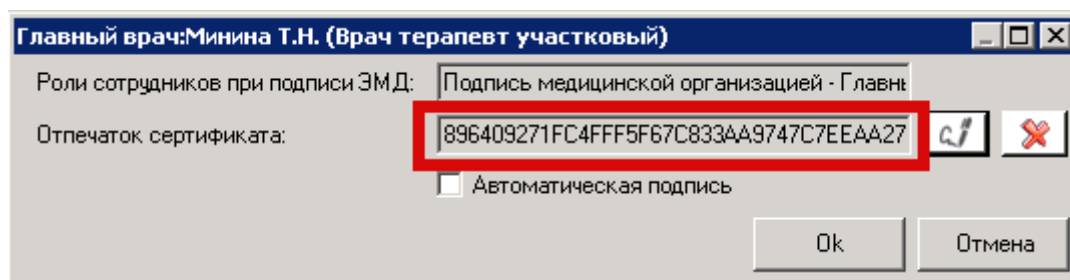 Главный врач:Минина Т.Н. (Врач терапевт участковый)
Роли сотрудников при подписи ЭМД: Подпись медицинской организацией - Главн
Отпечаток сертификата: 896409271FC4FFF5F67C833AA9747C7EEAA27
Автоматическая подпись
Ok Отмена